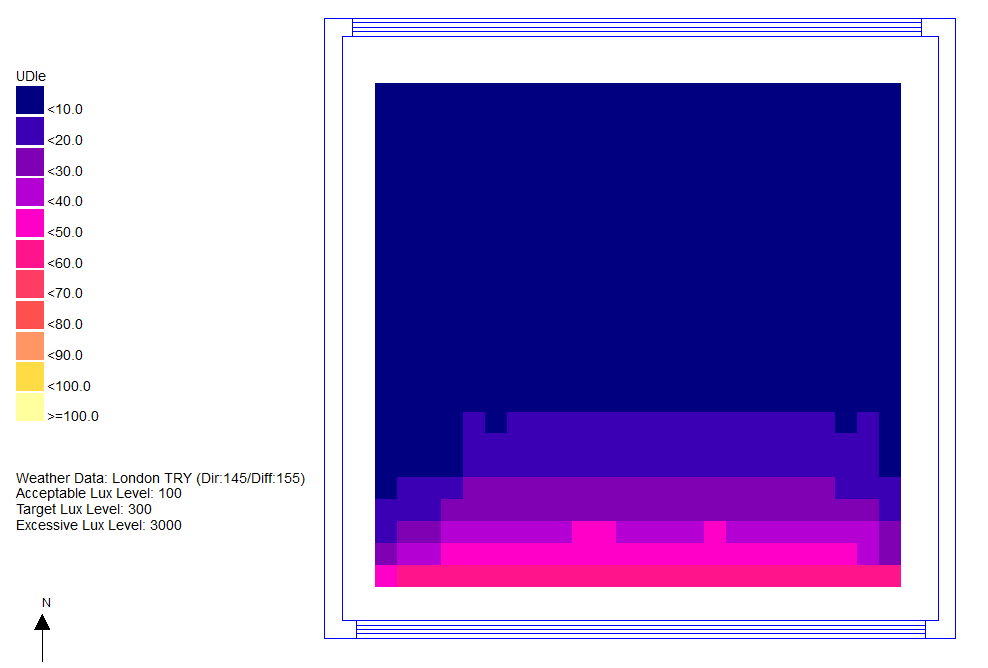 UDIe
<10.0
<20.0
<30.0
<40.0
<50.0
<60.0
<70.0
<80.0
<90.0
<100.0
>=100.0
Weather Data: London TRY (Dir:145/Diff:155)
Acceptable Lux Level: 100
Target Lux Level: 300
Excessive Lux Level: 3000
N